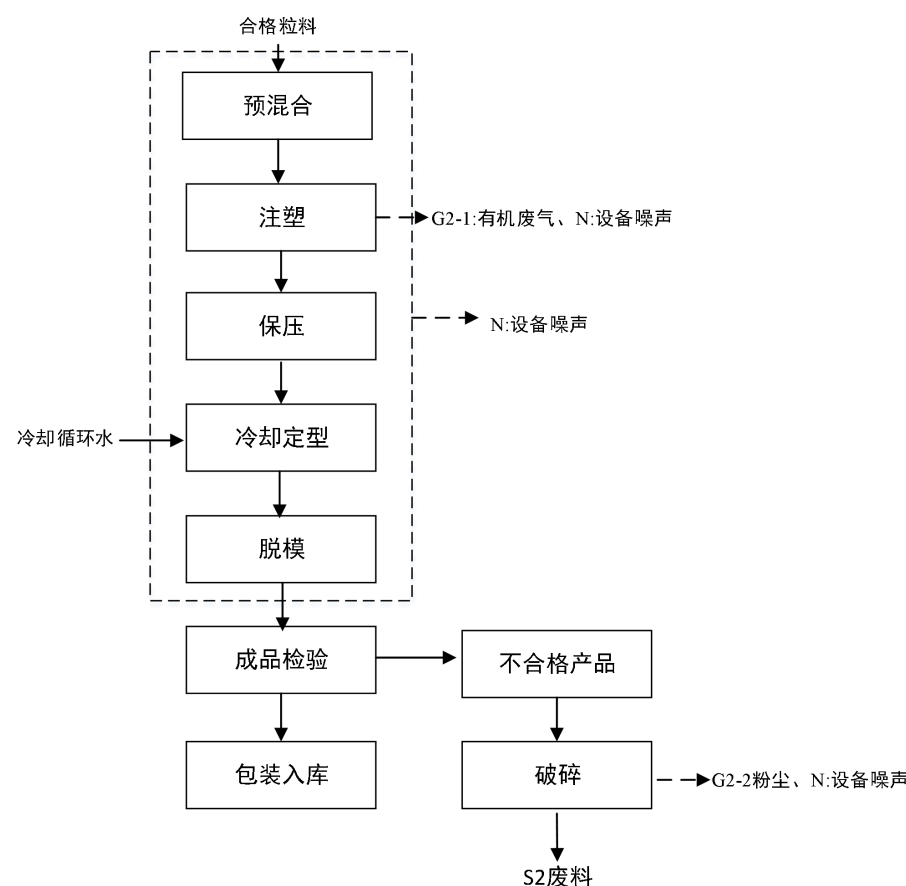 合格粒料
预混合
注塑
G2-1:有机废气、N:设备噪声
保压
N:设备噪声
冷却循环水
冷却定型
脱模
成品检验
不合格产品
包装入库
破碎
G2-2粉尘、N:设备噪声
S2废料